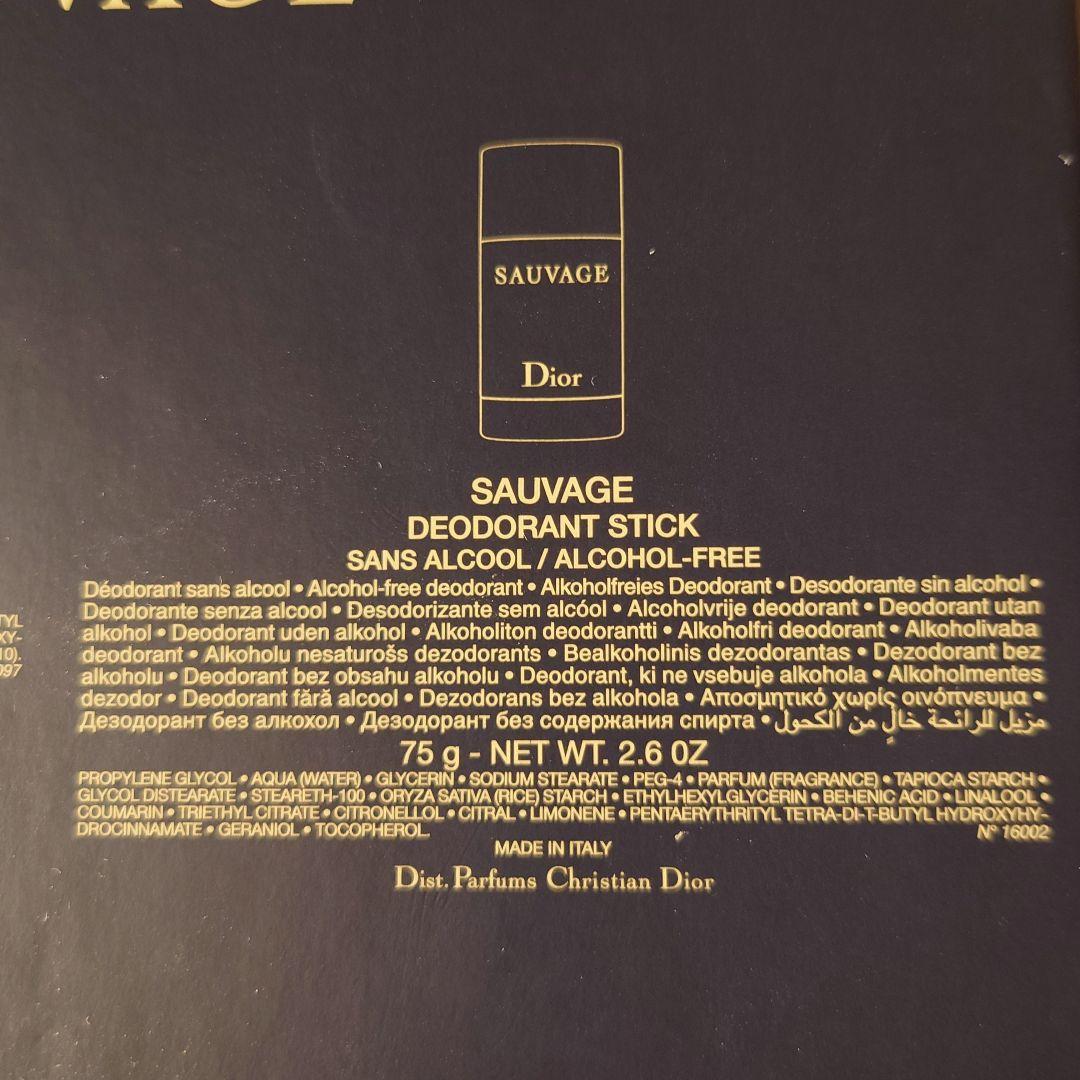 SAUVAGE
Dior
SAUVAGE
DEODORANT STICK
SANS ALCOOL / ALCOHOL-FREE
Déodorant sans alcool • Alcohol-free deodorant • Alkoholfreies Deodorant • Desodorante sin alcohol •
Deodorante senza alcool • Desodorizante sem alcóol • Alcoholvrije deodorant • Deodorant utan
alkohol • Deodorant uden alkohol • Alkoholiton deodorantti • Alkoholfri deodorant • Alkoholivaba
deodorant • Alkoholu nesaturošs dezodorants • Bealkoholinis dezodorantas • Dezodorant bez
alkoholu • Deodorant bez obsahu alkoholu • Deodorant, ki ne vsebuje alkohola • Alkoholmentes
dezodor • Deodorant fără alcool • Dezodorans bez alkohola • Αποσμητικό χωρίς οινόπνευμα •
Дезодорант без алкохол • Дезодорант без содержания спирта • مزيل للرائحة خالٍ من الكحول
75 g - NET WT. 2.6 OZ
PROPYLENE GLYCOL • AQUA (WATER) • GLYCERIN • SODIUM STEARATE • PEG-4 • PARFUM (FRAGRANCE) • TAPIOCA STARCH •
GLYCOL DISTEARATE • STEARETH-100 • ORYZA SATIVA (RICE) STARCH • ETHYLHEXYLGLYCERIN • BEHENIC ACID • LINALOOL •
COUMARIN • TRIETHYL CITRATE • CITRONELLOL • CITRAL • LIMONENE • PENTAERYTHRITYL TETRA-DI-T-BUTYL HYDROXYHY-
DROCINNAMATE • GERANIOL • TOCOPHEROL. N° 16002
MADE IN ITALY
Dist. Parfums Christian Dior